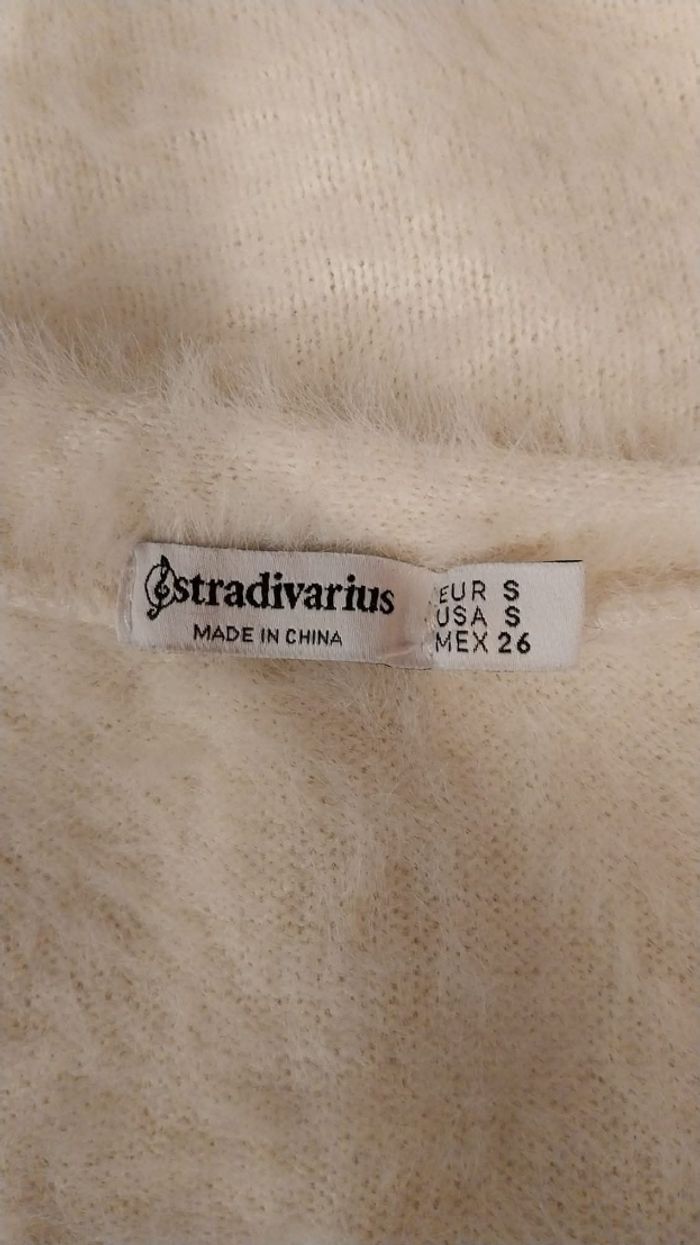 stradivarius
MADE IN CHINA
EUR S
USA S
MEX 26